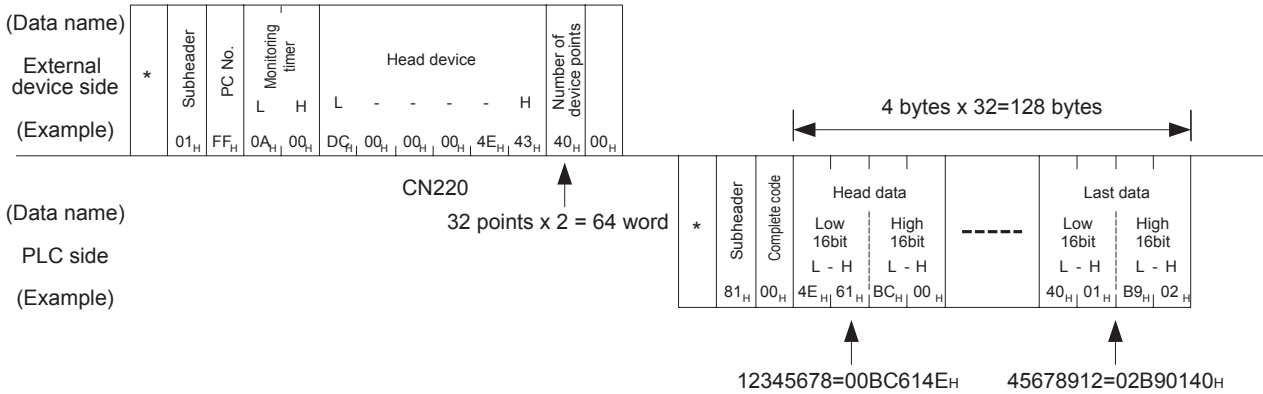 (Data name)
External
device side
(Example)
*
Subheader
01H
PC No.
FFH
Monitoring
timer
L H
0AH 00H
Head device
L - - - - H
DCH 00H 00H 00H 4EH 43H
Number of
device points
40H
00H
CN220
32 points x 2 = 64 word
4 bytes x 32=128 bytes
(Data name)
PLC side
(Example)
*
Subheader
81H
Complete code
00H
Head data
Low
16bit
L - H
4EH 61H
High
16bit
L - H
BCH 00H
Last data
Low
16bit
L - H
40H 01H
High
16bit
L - H
B9H 02H
12345678=00BC614EH
45678912=02B90140H